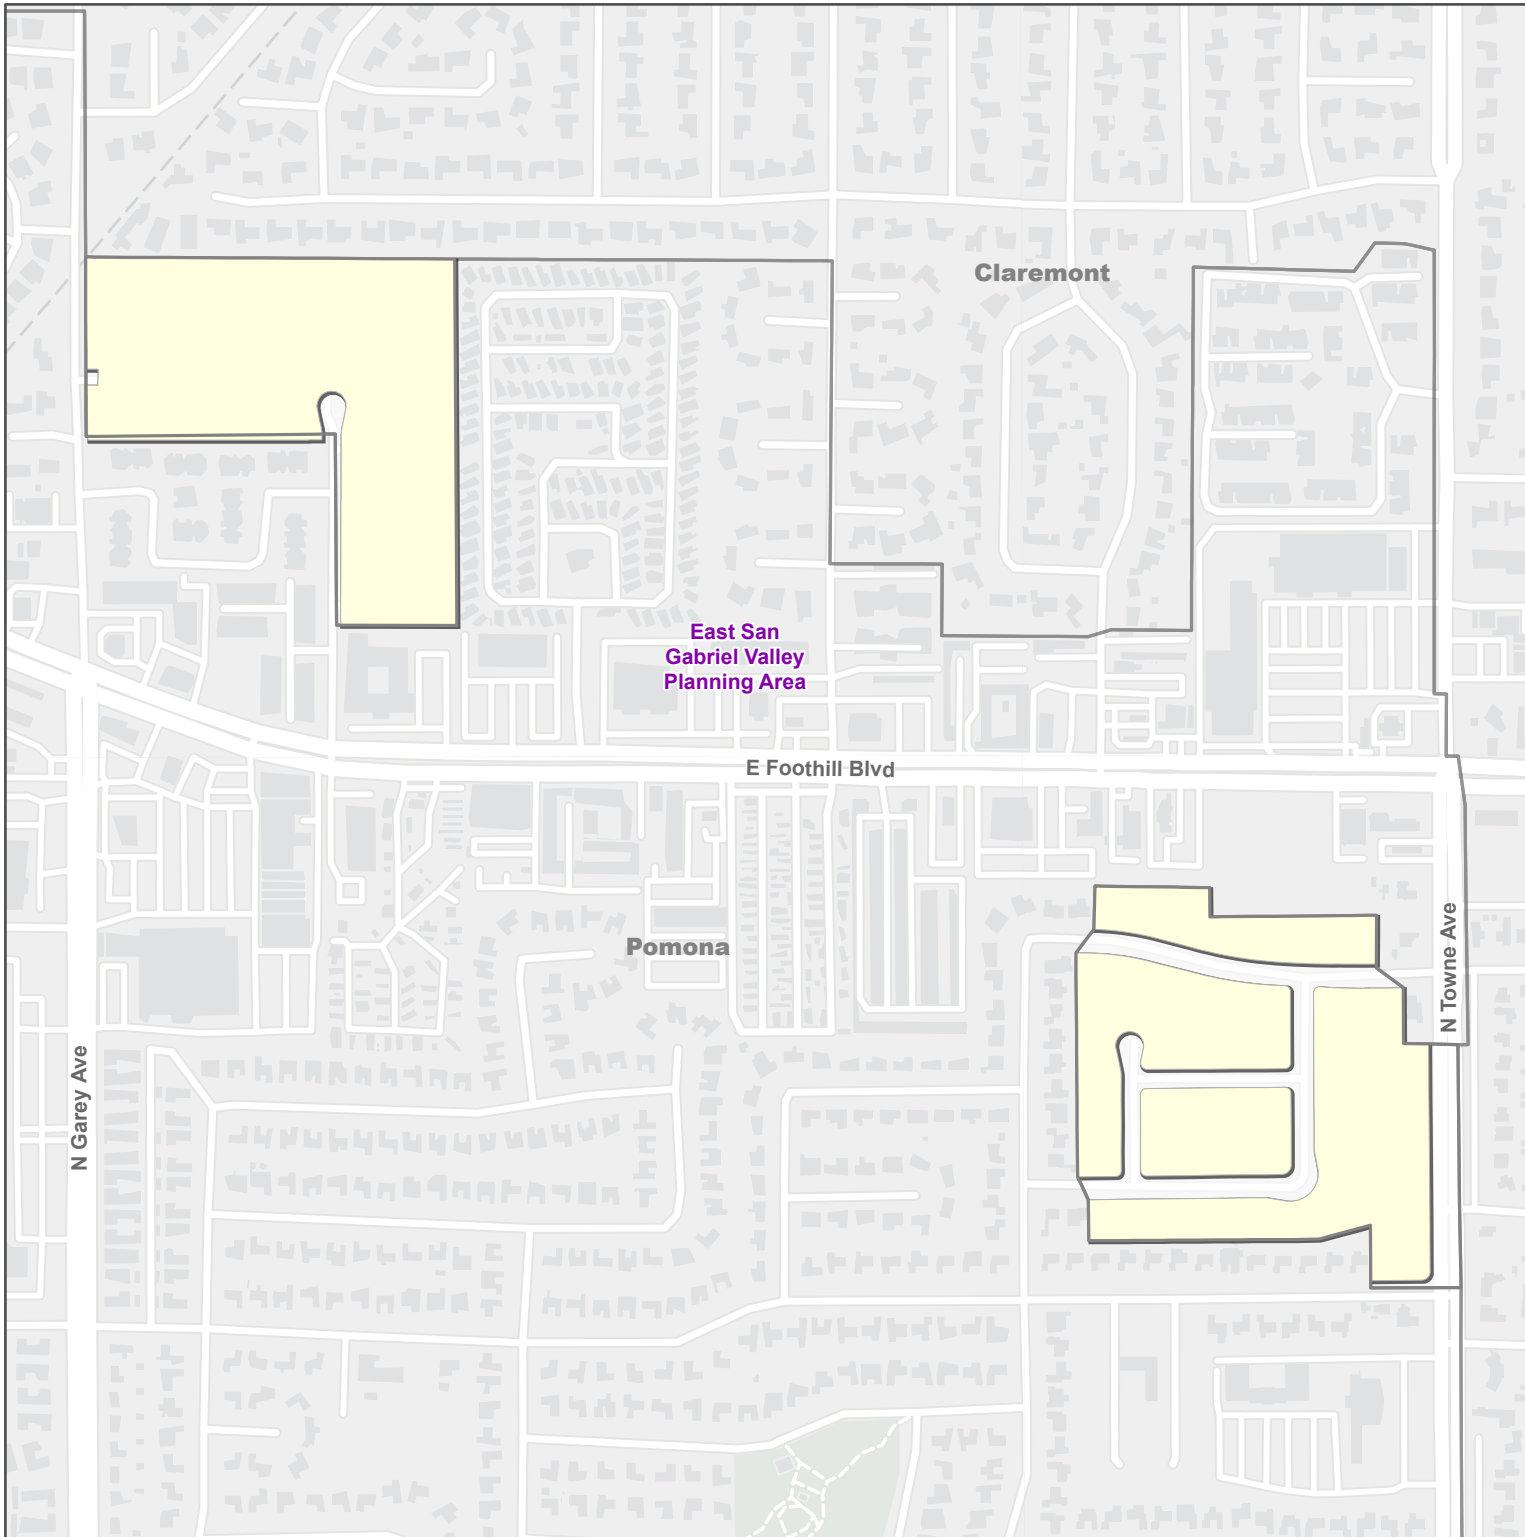 Claremont
East San
Gabriel Valley
Planning Area
E Foothill Blvd
Pomona
N Towne Ave
N Garey Ave